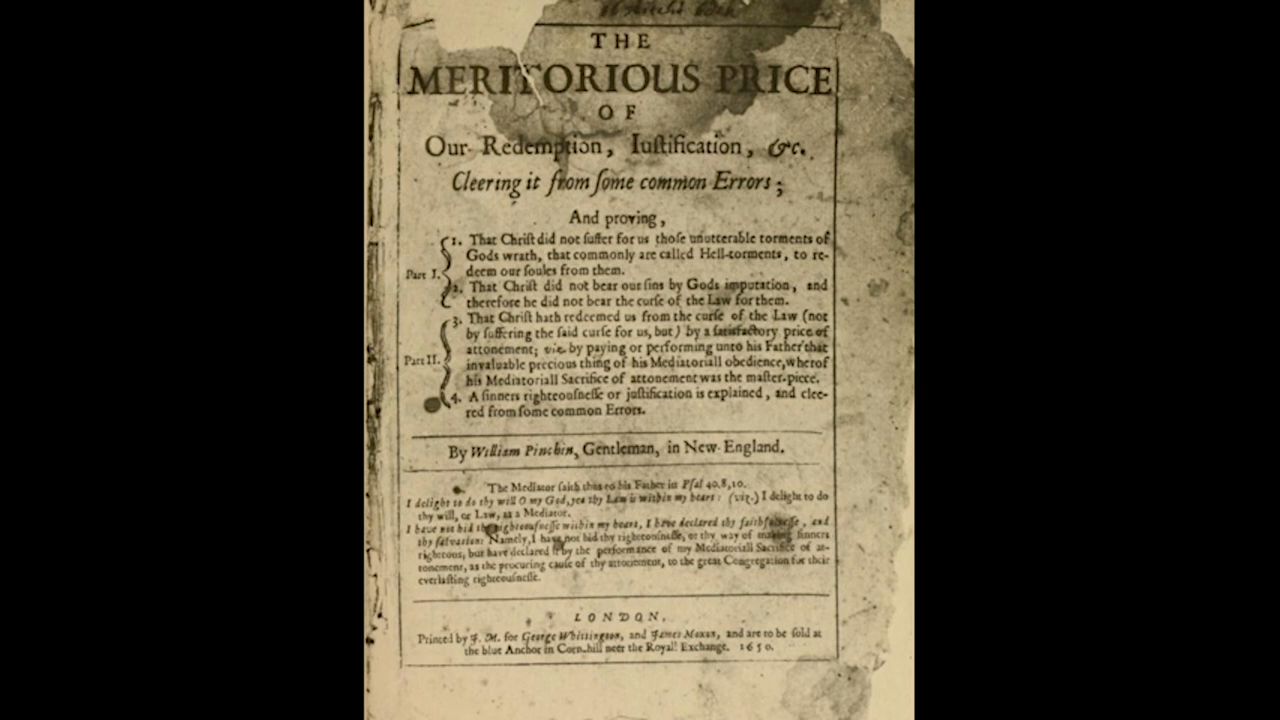 THE
MERITORIOUS PRICE
OF
Our Redemption, Iuſtification, &c.
Cleering it from ſome common Errors;
And proving,
Part I.
1. That Chriſt did not ſuffer for us thoſe unutterable torments of
Gods wrath, that commonly are called Hell-torments, to re-
deem our ſoules from them.
2. That Chriſt did not bear our ſins by Gods imputation, and
therefore he did not bear the curſe of the Law for them.
Part II.
3. That Chriſt hath redeemed us from the curſe of the Law (not
by ſuffering the ſaid curſe for us, but) by a ſatisfactory price of
attonement; viz. by paying or performing unto his Father that
invaluable precious thing of his Mediatoriall obedience, wherof
his Mediatoriall Sacrifice of attonement was the maſter-piece.
4. A ſinners righteouſneſſe or juſtification is explained, and clee-
red from ſome common Errors.
By William Pinchin, Gentleman, in New-England.
The Mediator ſaith thus to his Father in Pſal 40.8,10.
I delight to do thy will O my God, yea thy Law is within my heart: (viz.) I delight to do
thy will, or Law, as a Mediator.
I have not hid thy righteouſneſſe within my heart, I have declared thy faithfulneſſe, and
thy ſalvation: Namely, I have not hid thy righteouſneſſe, or thy way of making ſinners
righteous, but have declared it by the performance of my Mediatoriall Sacrifice of at-
tonement, as the procuring cauſe of thy attonement, to the great Congregation for their
everlaſting righteouſneſſe.
LONDON,
Printed by J. M. for George Whittington, and James Moxon, and are to be ſold at
the blue Anchor in Corn-hill neer the Royall Exchange. 1650.